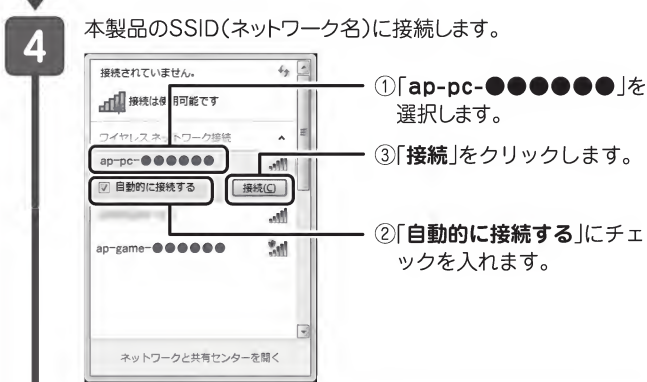 4
本製品のSSID(ネットワーク名)に接続します。
接続されていません。
接続は使用可能です
ワイヤレス ネットワーク接続
ap-pc-●●●●●●
自動的に接続する
接続(C)
ap-game-●●●●●●
ネットワークと共有センターを開く
①「ap-pc-●●●●●●」を
選択します。
③「接続」をクリックします。
②「自動的に接続する」にチェ
ックを入れます。